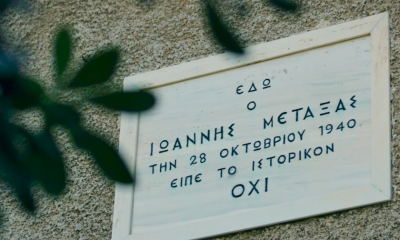 ΕΔΩ
Ο
ΙΩΑΝΝΗΣ ΜΕΤΑΞΑΣ
ΤΗΝ 28 ΟΚΤΩΒΡΙΟΥ 1940
ΕΙΠΕ ΤΟ ΙΣΤΟΡΙΚΟΝ
ΟΧΙ